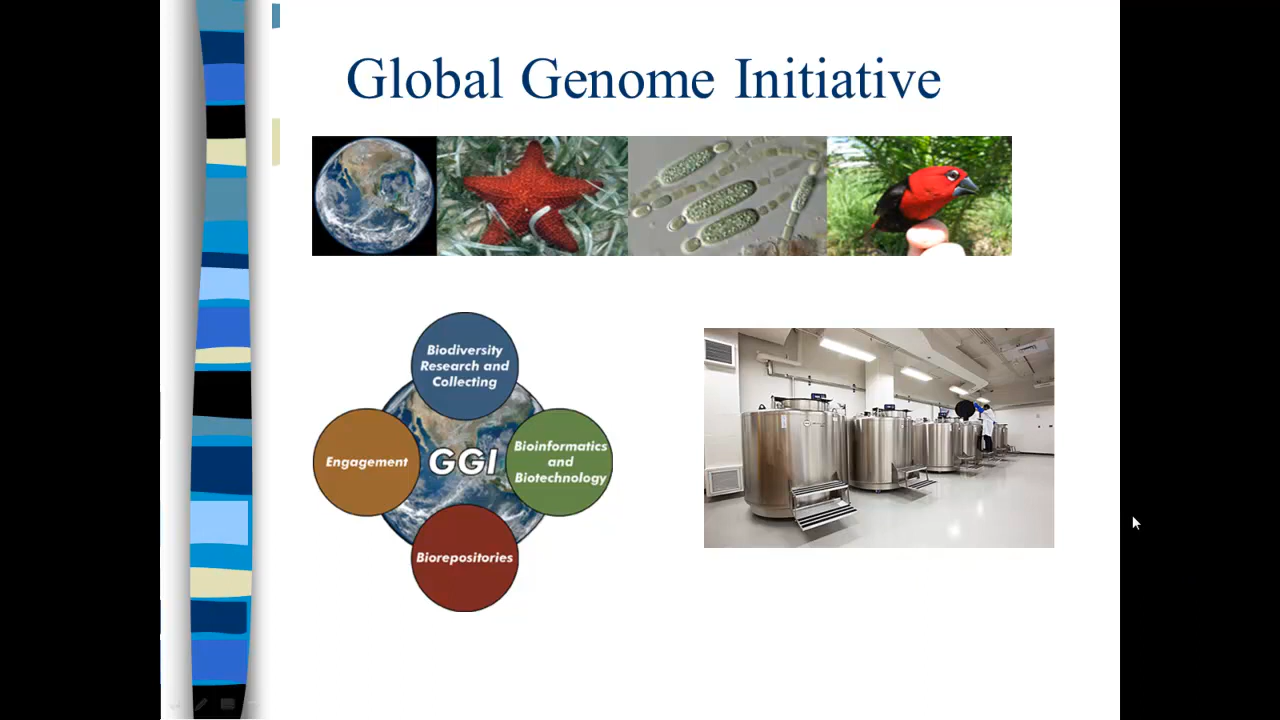 Global Genome Initiative
Biodiversity
Research and
Collecting
Engagement
GGI
Bioinformatics
and
Biotechnology
Biorepositories